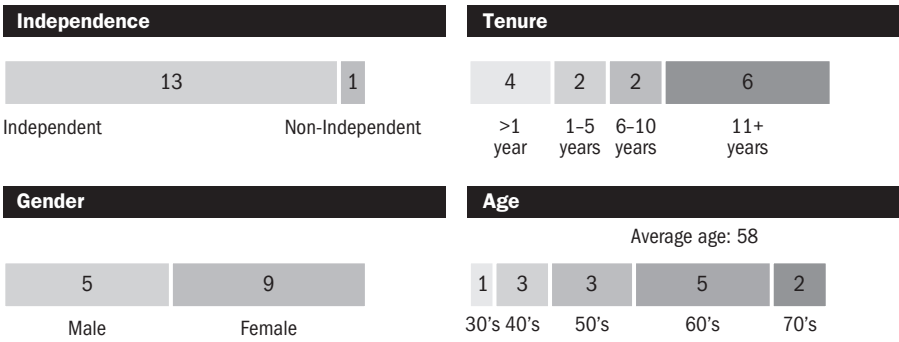 Independence
13 1
Independent Non-Independent
Tenure
4 2 2 6
>1 1–5 6–10 11+
year years years years
Gender
5 9
Male Female
Age
Average age: 58
1 3 3 5 2
30's 40's 50's 60's 70's